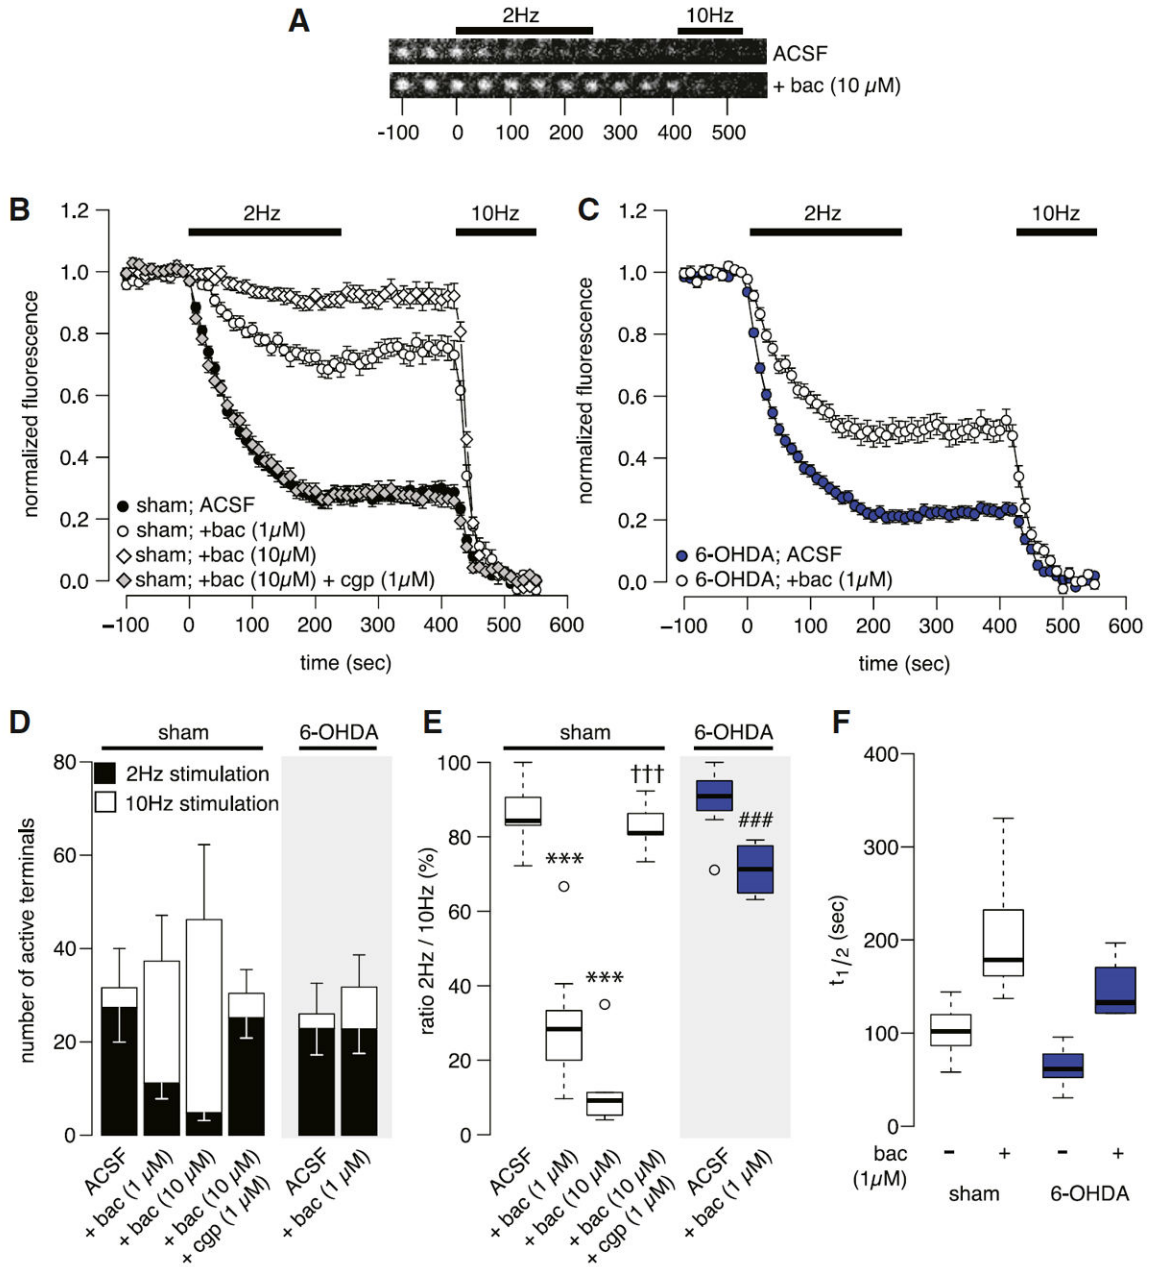 A
2Hz 10Hz
ACSF
+ bac (10 µM)
-100 0 100 200 300 400 500
B
1.2
1.0
0.8
0.6
0.4
0.2
0.0
normalized fluorescence
2Hz 10Hz
sham; ACSF
sham; +bac (1µM)
sham; +bac (10µM)
sham; +bac (10µM) + cgp (1µM)
−100 0 100 200 300 400 500 600
time (sec)
C
1.2
1.0
0.8
0.6
0.4
0.2
0.0
normalized fluorescence
2Hz 10Hz
6-OHDA; ACSF
6-OHDA; +bac (1µM)
−100 0 100 200 300 400 500 600
time (sec)
D
sham 6-OHDA
80
60
40
20
0
number of active terminals
2Hz stimulation
10Hz stimulation
ACSF
+ bac (1 µM)
+ bac (10 µM)
+ bac (10 µM)
+ cgp (1 µM)
ACSF
+ bac (1 µM)
E
sham 6-OHDA
100
80
60
40
20
0
ratio 2Hz / 10Hz (%)
***
***
†††
###
ACSF
+ bac (1 µM)
+ bac (10 µM)
+ bac (10 µM)
+ cgp (1 µM)
ACSF
+ bac (1 µM)
F
400
300
200
100
0
t1/2 (sec)
bac - + - +
(1µM)
sham 6-OHDA